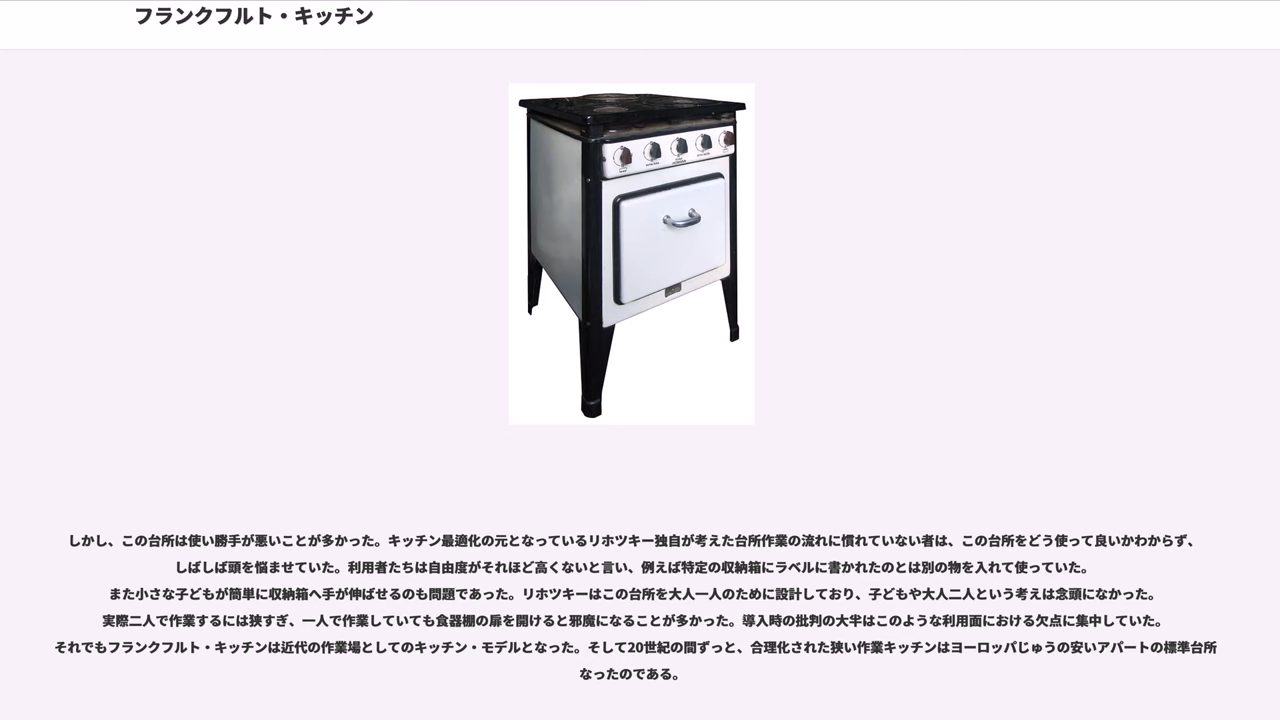 フランクフルト・キッチン
しかし、この台所は使い勝手が悪いことが多かった。キッチン最適化の元となっているリホツキー独自が考えた台所作業の流れに慣れていない者は、この台所をどう使って良いかわからず、
しばしば頭を悩ませていた。利用者たちは自由度がそれほど高くないと言い、例えば特定の収納箱にラベルに書かれたのとは別の物を入れて使っていた。
また小さな子どもが簡単に収納箱へ手が伸ばせるのも問題であった。リホツキーはこの台所を大人一人のために設計しており、子どもや大人二人という考えは念頭になかった。
実際二人で作業するには狭すぎ、一人で作業していても食器棚の扉を開けると邪魔になることが多かった。導入時の批判の大半はこのような利用面における欠点に集中していた。
それでもフランクフルト・キッチンは近代の作業場としてのキッチン・モデルとなった。そして20世紀の間ずっと、合理化された狭い作業キッチンはヨーロッパじゅうの安いアパートの標準台所
なったのである。